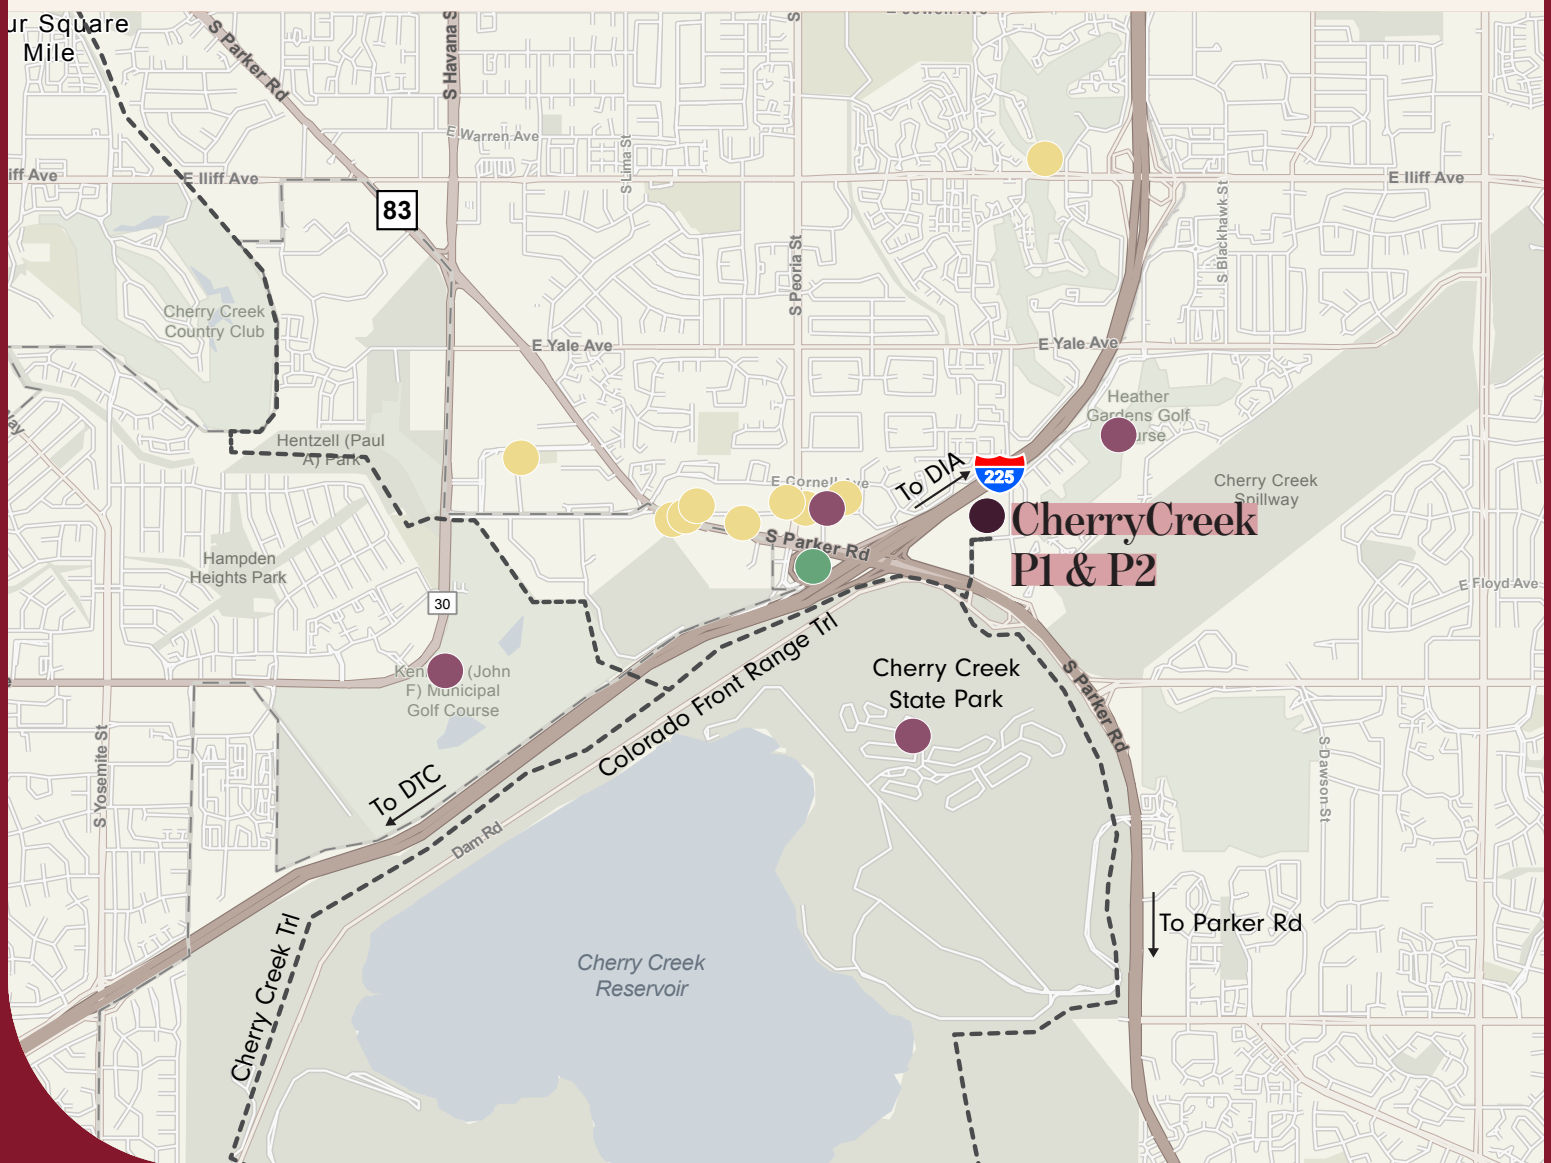 ur Square
Mile
S Parker Rd
S Havana S
E Warren Ave
S Lima St
iff Ave
E Iliff Ave
E Iliff Ave
83
S Peoria St
S Blackhawk St
Cherry Creek
Country Club
E Yale Ave
E Yale Ave
Heather
Gardens Golf
urse
Hentzell (Paul
A) Park
E Cornell Ave
To DIA
225
Cherry Creek
Spillway
CherryCreek
P1 & P2
S Parker Rd
Hampden
Heights Park
30
E Floyd Ave
Ken (John
F) Municipal
Golf Course
Colorado Front Range Trl
Cherry Creek
State Park
S Parker Rd
S Yosemite St
To DTC
Dam Rd
S Dawson St
Cherry Creek Trl
To Parker Rd
Cherry Creek
Reservoir